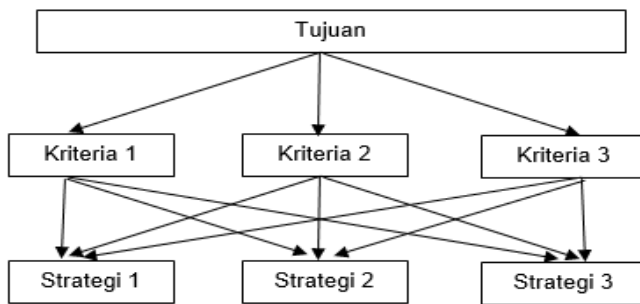 Tujuan
Kriteria 1
Kriteria 2
Kriteria 3
Strategi 1
Strategi 2
Strategi 3